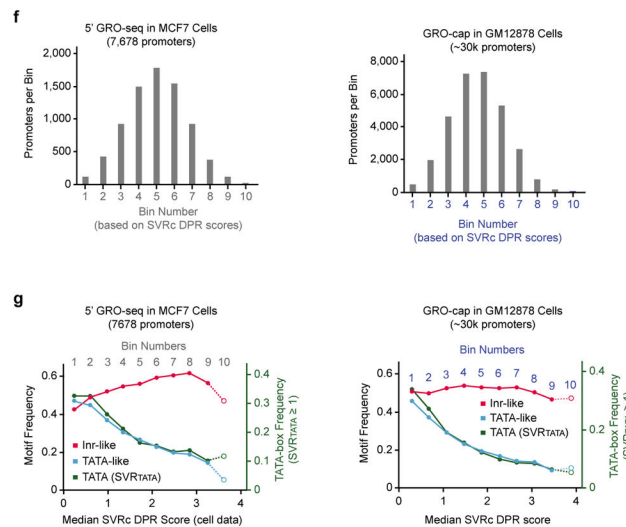 f
5' GRO-seq in MCF7 Cells
(7,678 promoters)
Promoters per Bin
2,000
1,500
1,000
500
0
1 2 3 4 5 6 7 8 9 10
Bin Number
(based on SVRc DPR scores)
GRO-cap in GM12878 Cells
(~30k promoters)
Promoters per Bin
8,000
6,000
4,000
2,000
0
1 2 3 4 5 6 7 8 9 10
Bin Number
(based on SVRc DPR scores)
g
5' GRO-seq in MCF7 Cells
(7678 promoters)
Bin Numbers
1 2 3 4 5 6 7 8 9 10
Motif Frequency
0.6
0.4
0.2
0
Inr-like
TATA-like
TATA (SVRTATA)
0.4
0.3
0.2
0.1
0
TATA-box Frequency
(SVRTATA ≥ 1)
0 1 2 3 4
Median SVRc DPR Score (cell data)
GRO-cap in GM12878 Cells
(~30k promoters)
Bin Numbers
1 2 3 4 5 6 7 8 9 10
Motif Frequency
0.6
0.4
0.2
0.0
Inr-like
TATA-like
TATA (SVRTATA)
0.4
0.3
0.2
0.1
0
TATA-box Frequency
0 1 2 3 4
Median SVRc DPR score